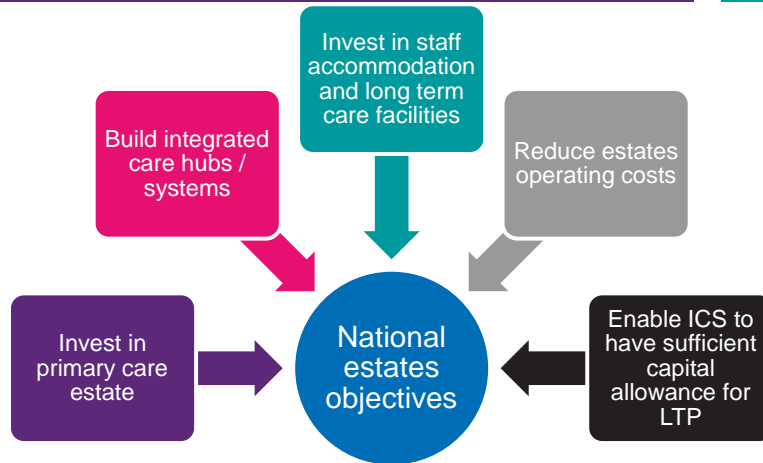 Invest in staff
accommodation
and long term
care facilities
Build integrated
care hubs /
systems
Reduce estates
operating costs
Invest in
primary care
estate
National
estates
objectives
Enable ICS to
have sufficient
capital
allowance for
LTP